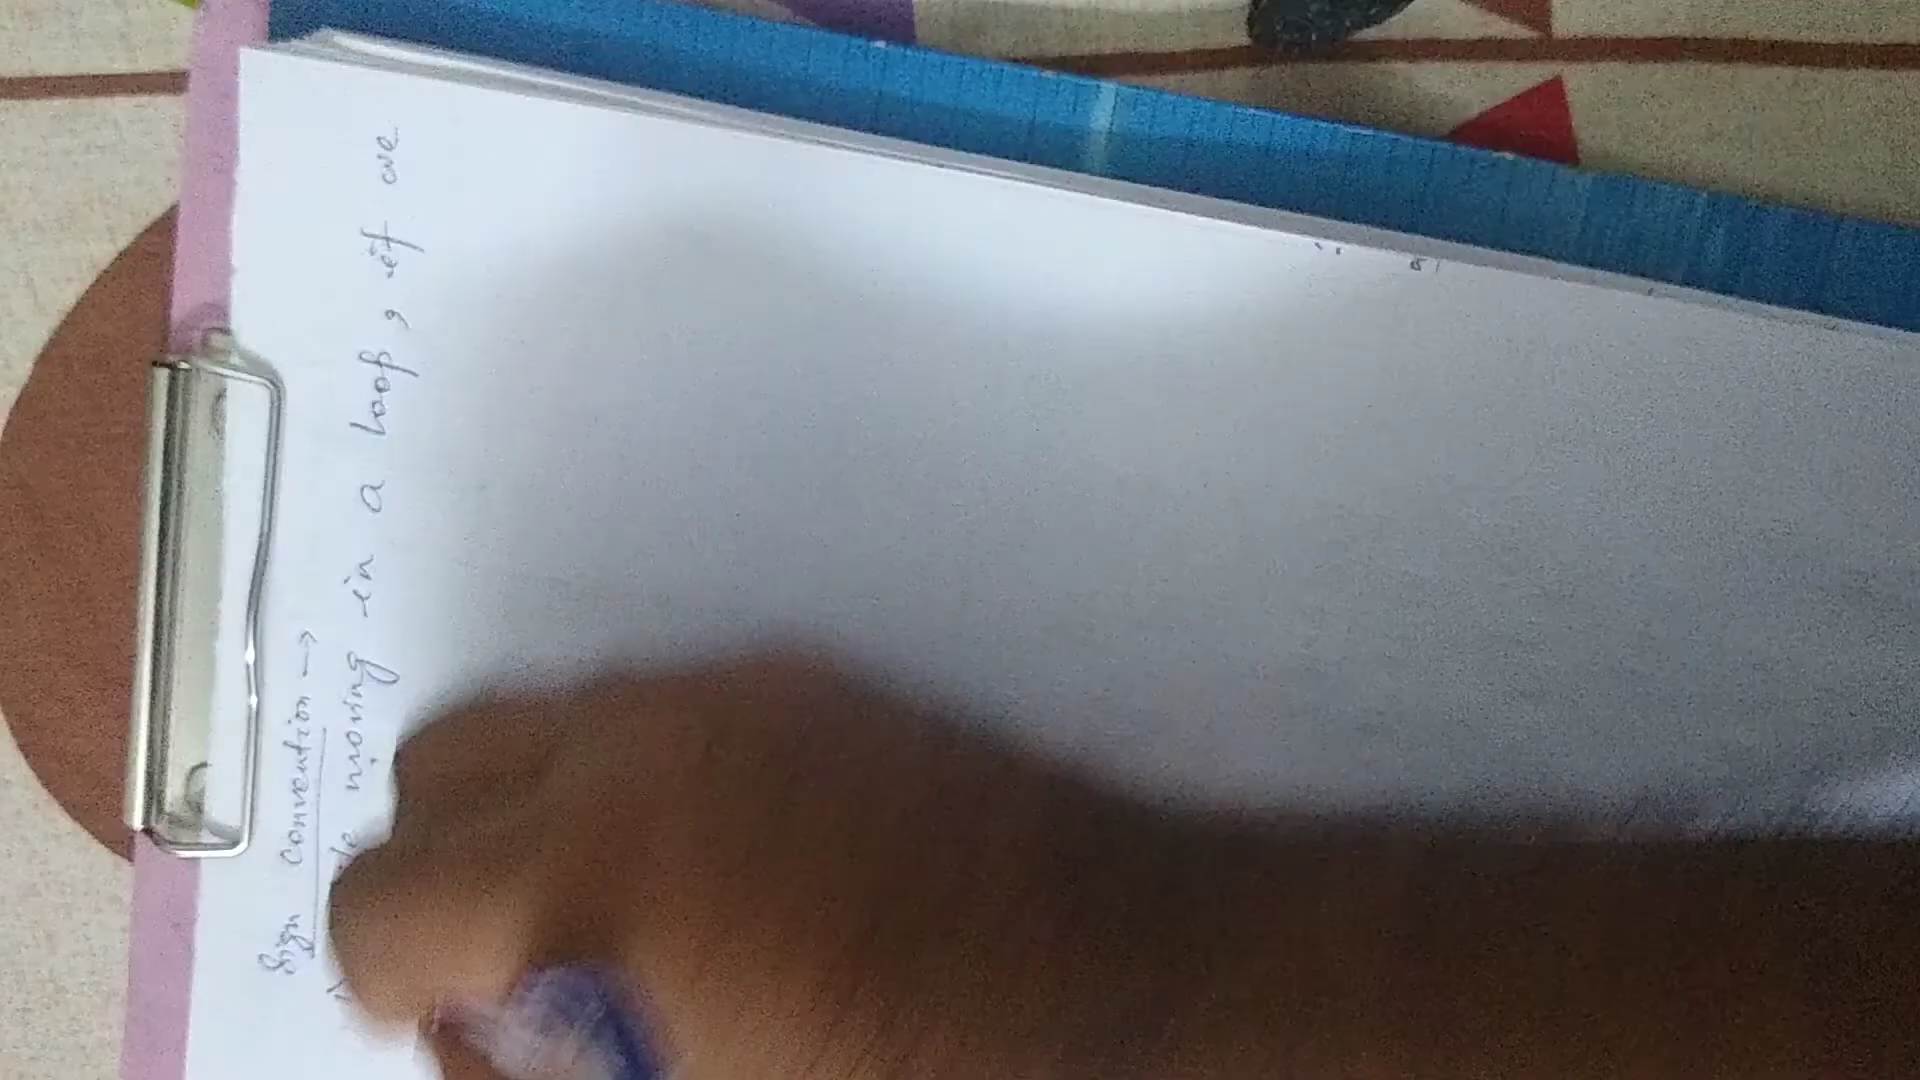 Sign Convention →
moving in a loop, if we